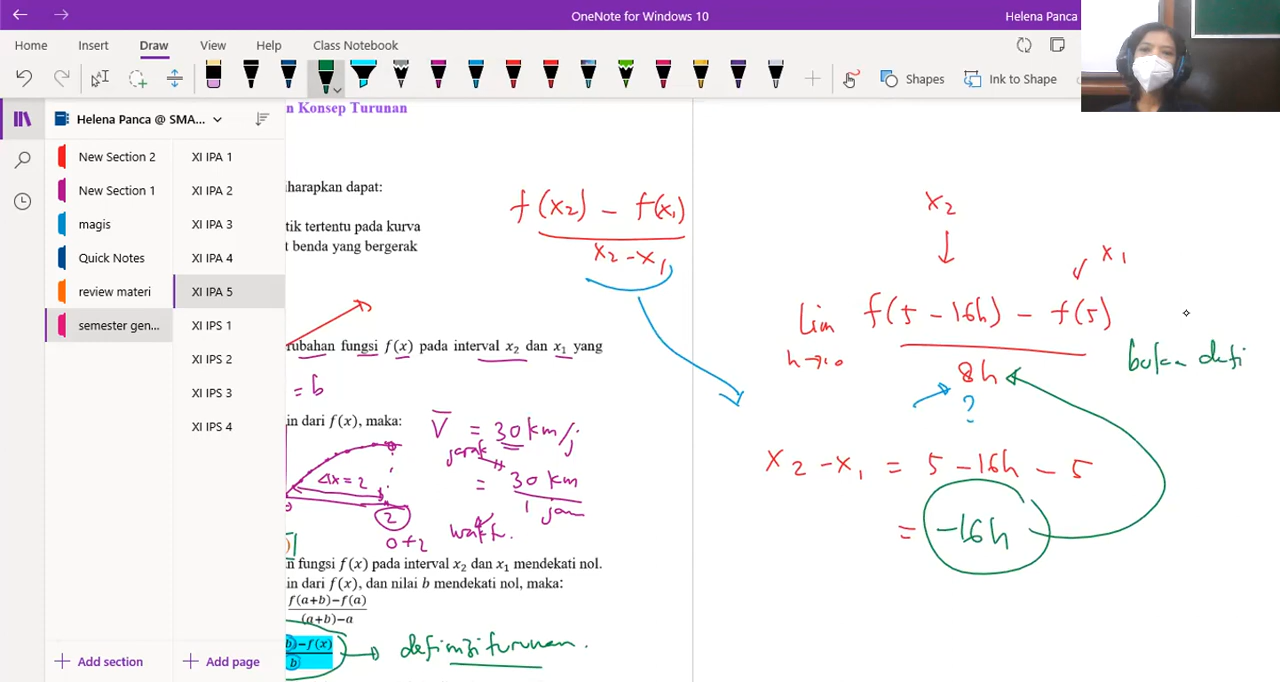 OneNote for Windows 10
Helena Panca
Home Insert Draw View Help Class Notebook
Shapes
Ink to Shape
Helena Panca @ SMA...
New Section 2
New Section 1
magis
Quick Notes
review materi
semester gen...
XI IPA 1
XI IPA 2
XI IPA 3
XI IPA 4
XI IPA 5
XI IPS 1
XI IPS 2
XI IPS 3
XI IPS 4
Add section
Add page
n Konsep Turunan
iharapkan dapat:
tik tertentu pada kurva
t benda yang bergerak
f(x₂) - f(x₁)
x₂ - x₁
rubahan fungsi f(x) pada interval x₂ dan x₁ yang
= b
in dari f(x), maka:
V̅ = 30 km/j
jarak
= 30 km
1 jam
waktu.
Δx = 2
2
0+2
n fungsi f(x) pada interval x₂ dan x₁ mendekati nol.
in dari f(x), dan nilai b mendekati nol, maka:
f(a+b)−f(a)
(a+b)−a
b)−f(x)
b
definisi turunan.
x₂
x₁
lim f(5 - 16h) - f(5)
h→0
8h
?
bukan defi
x₂ - x₁ = 5 - 16h - 5
= -16h